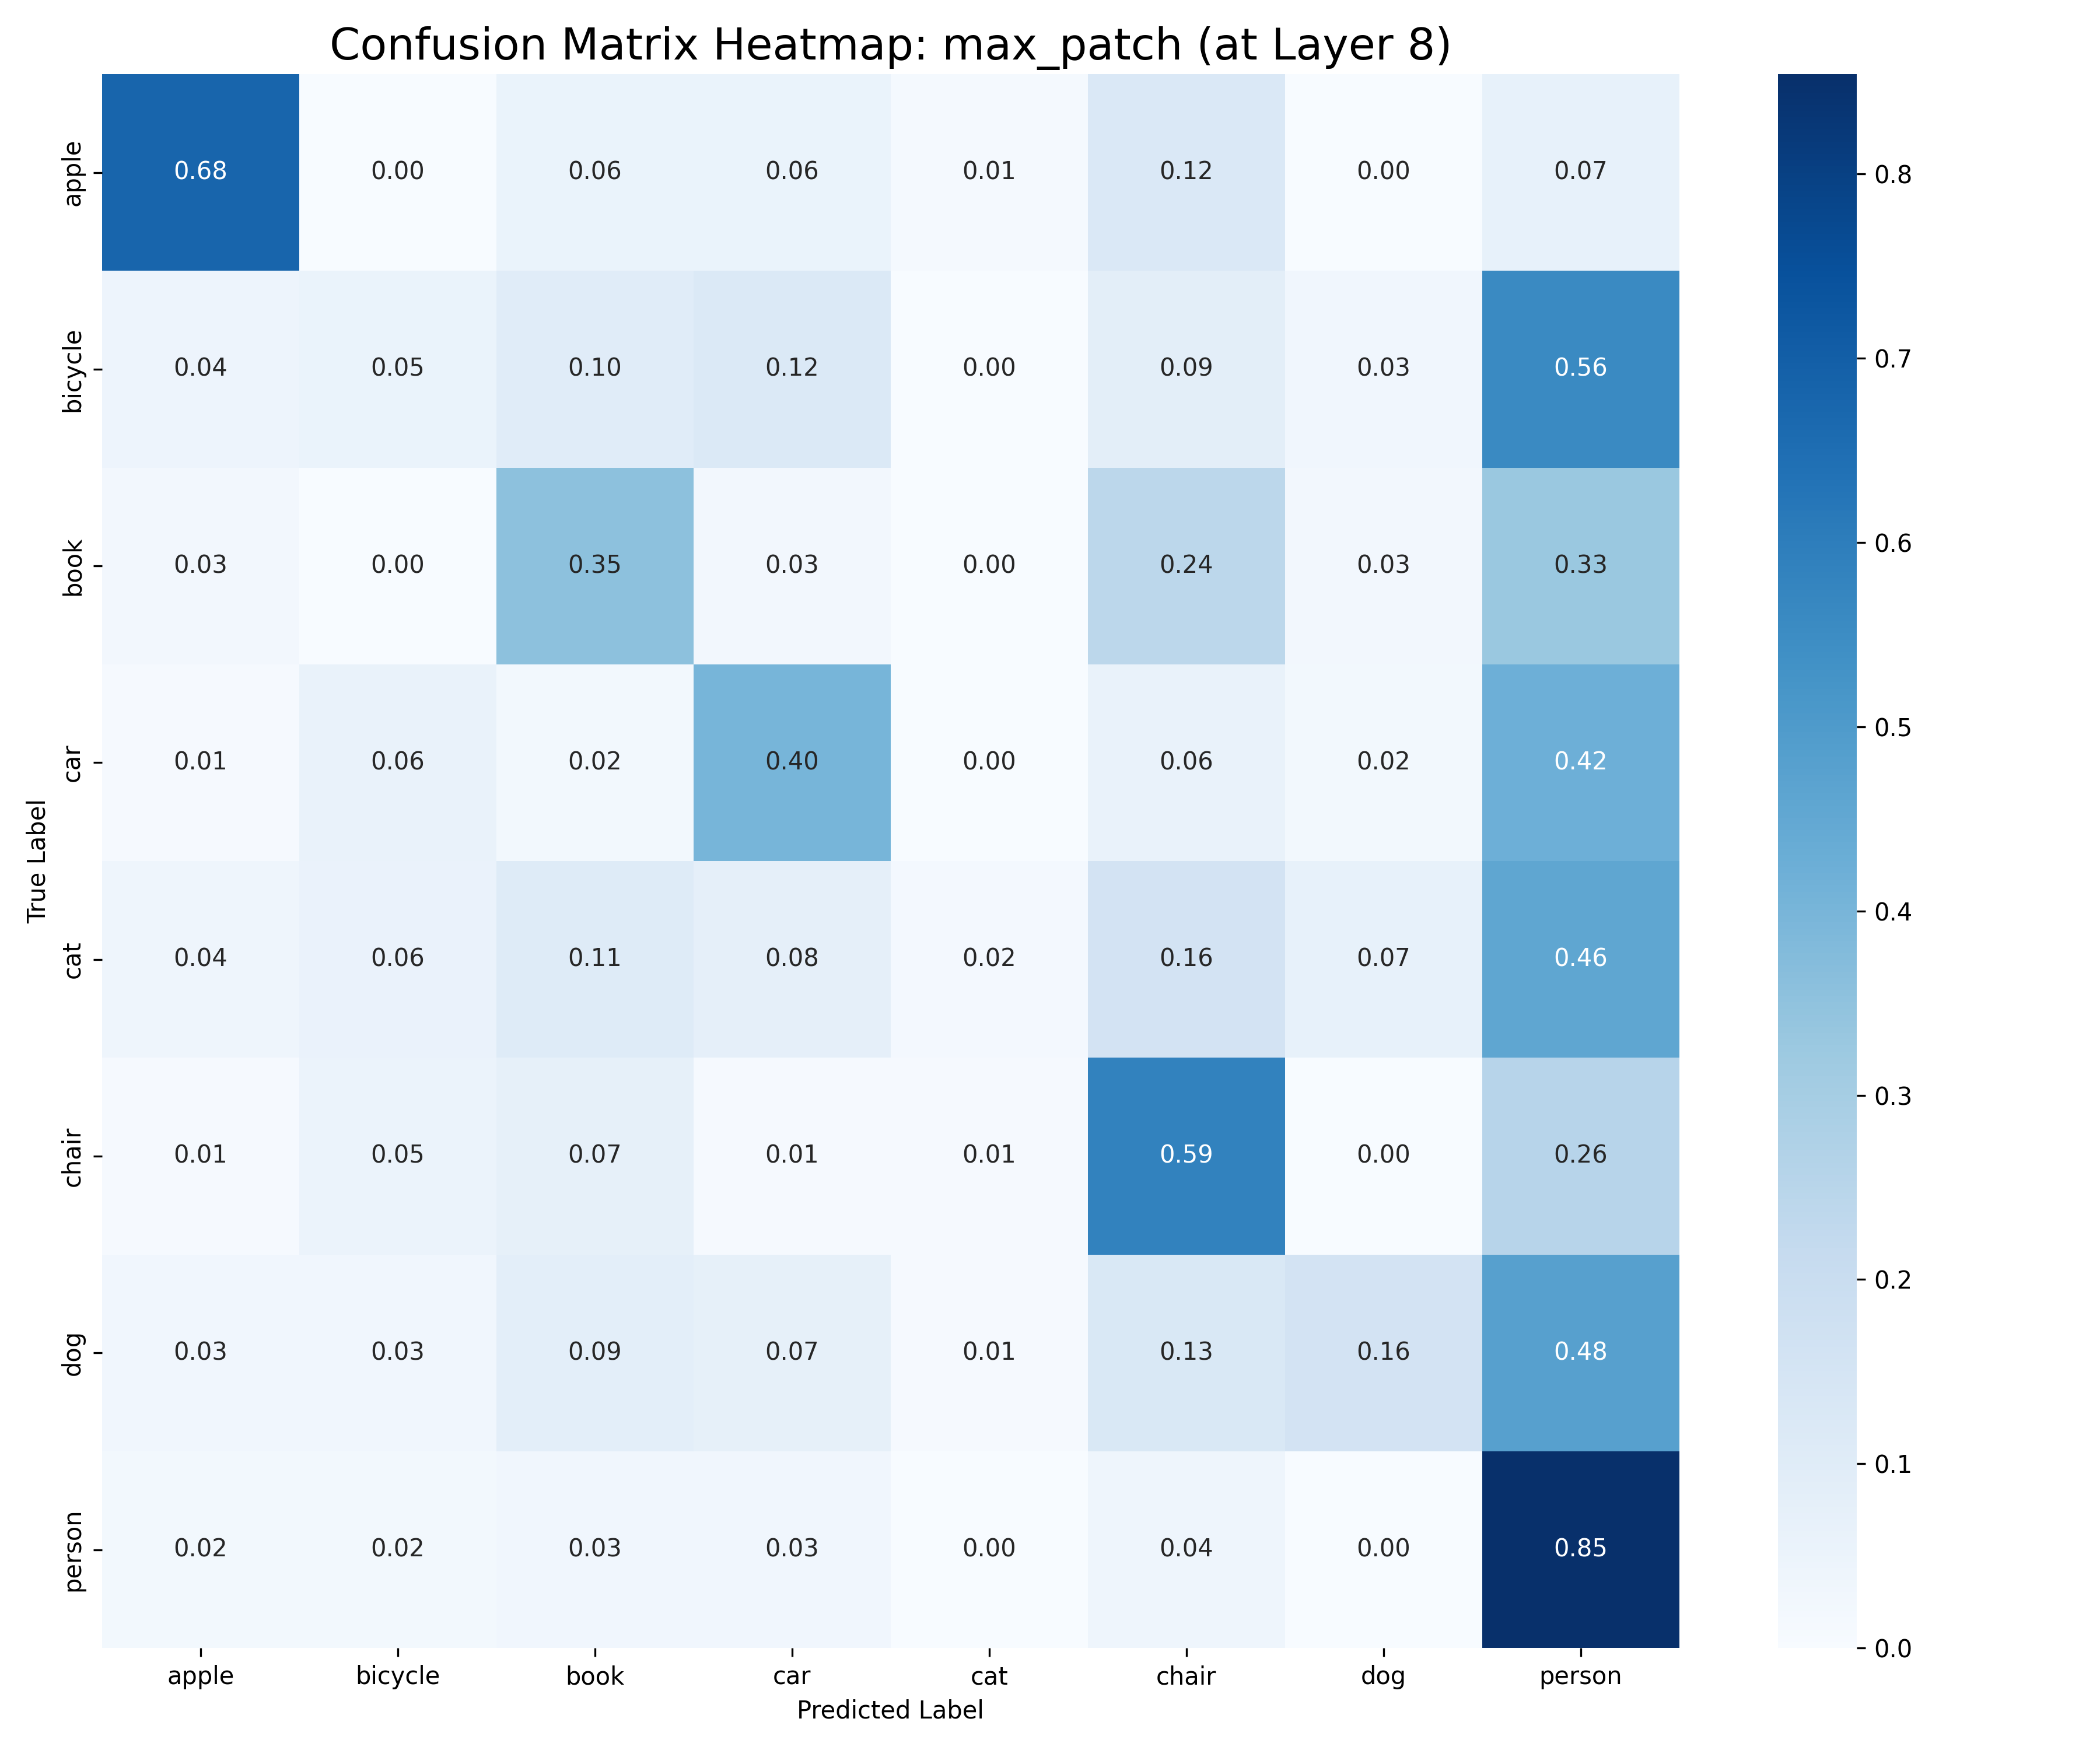 Confusion Matrix Heatmap: max_patch (at Layer 8)
apple 0.68 0.00 0.06 0.06 0.01 0.12 0.00 0.07
bicycle 0.04 0.05 0.10 0.12 0.00 0.09 0.03 0.56
book 0.03 0.00 0.35 0.03 0.00 0.24 0.03 0.33
car 0.01 0.06 0.02 0.40 0.00 0.06 0.02 0.42
cat 0.04 0.06 0.11 0.08 0.02 0.16 0.07 0.46
chair 0.01 0.05 0.07 0.01 0.01 0.59 0.00 0.26
dog 0.03 0.03 0.09 0.07 0.01 0.13 0.16 0.48
person 0.02 0.02 0.03 0.03 0.00 0.04 0.00 0.85
True Label
apple bicycle book car cat chair dog person
Predicted Label
0.8
0.7
0.6
0.5
0.4
0.3
0.2
0.1
0.0